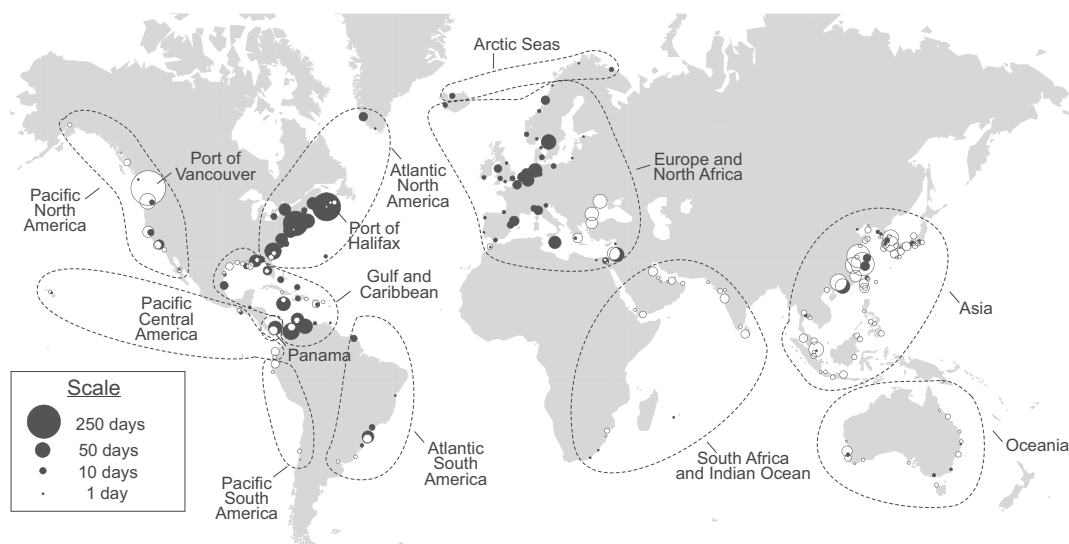 Arctic Seas
Port of
Vancouver
Pacific
North
America
Atlantic
North
America
Europe and
North Africa
Port of
Halifax
Gulf and
Caribbean
Pacific
Central
America
Panama
Asia
Scale
250 days
50 days
10 days
1 day
Pacific
South
America
Atlantic
South
America
South Africa
and Indian Ocean
Oceania